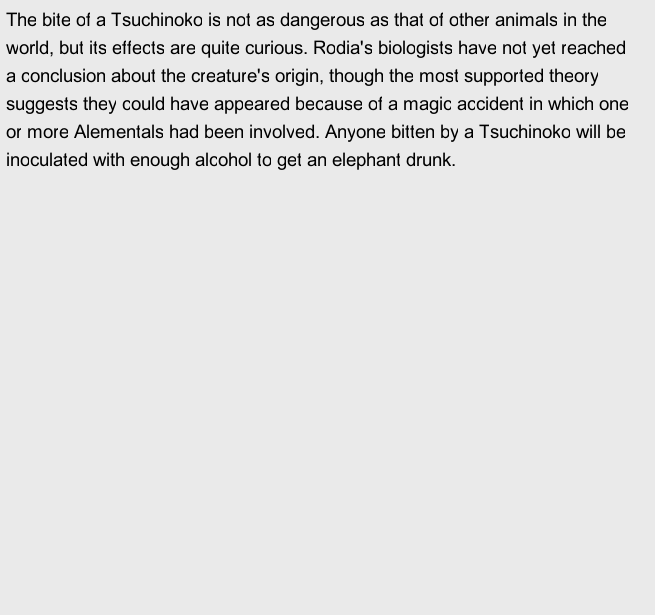 The bite of a Tsuchinoko is not as dangerous as that of other animals in the
world, but its effects are quite curious. Rodia's biologists have not yet reached
a conclusion about the creature's origin, though the most supported theory
suggests they could have appeared because of a magic accident in which one
or more Alementals had been involved. Anyone bitten by a Tsuchinoko will be
inoculated with enough alcohol to get an elephant drunk.